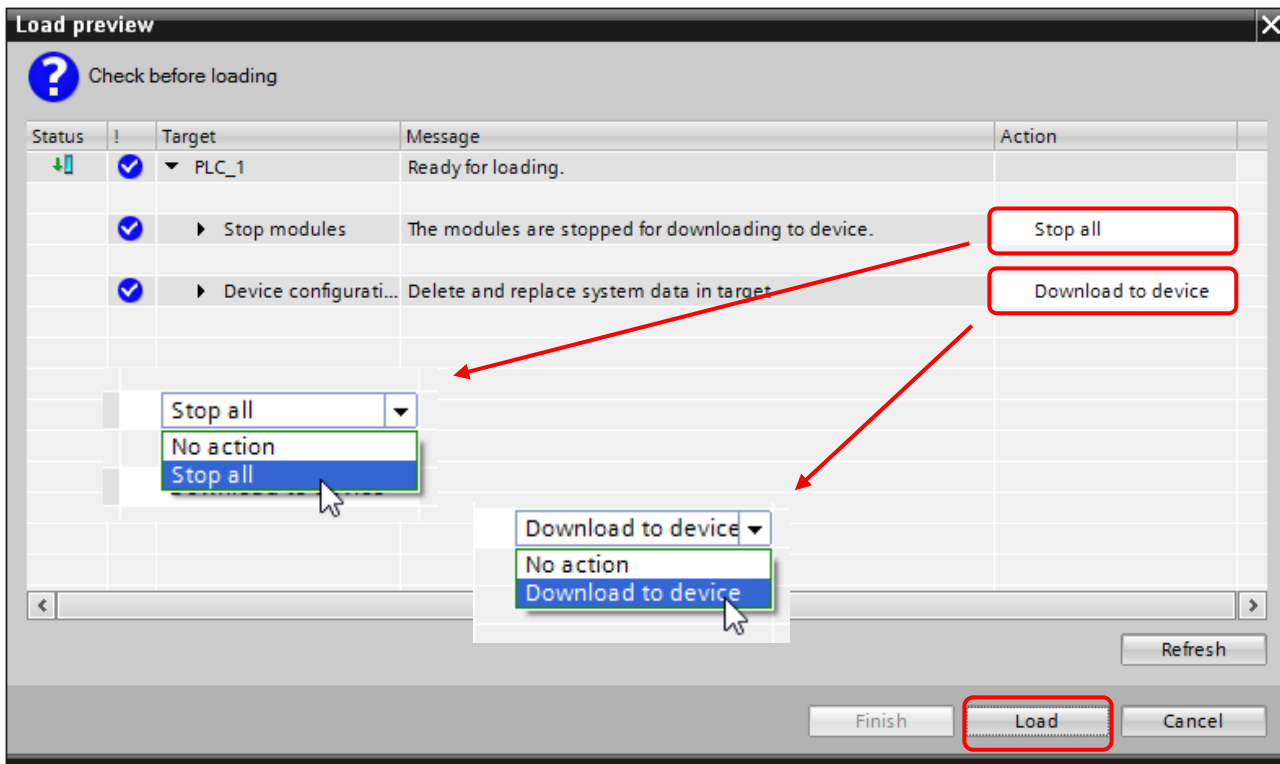 Load preview
?
Check before loading
Status ! Target Message Action
PLC_1 Ready for loading.
Stop modules The modules are stopped for downloading to device. Stop all
Device configurati... Delete and replace system data in target Download to device
Stop all
No action
Stop all
Download to device
No action
Download to device
Refresh
Finish Load Cancel